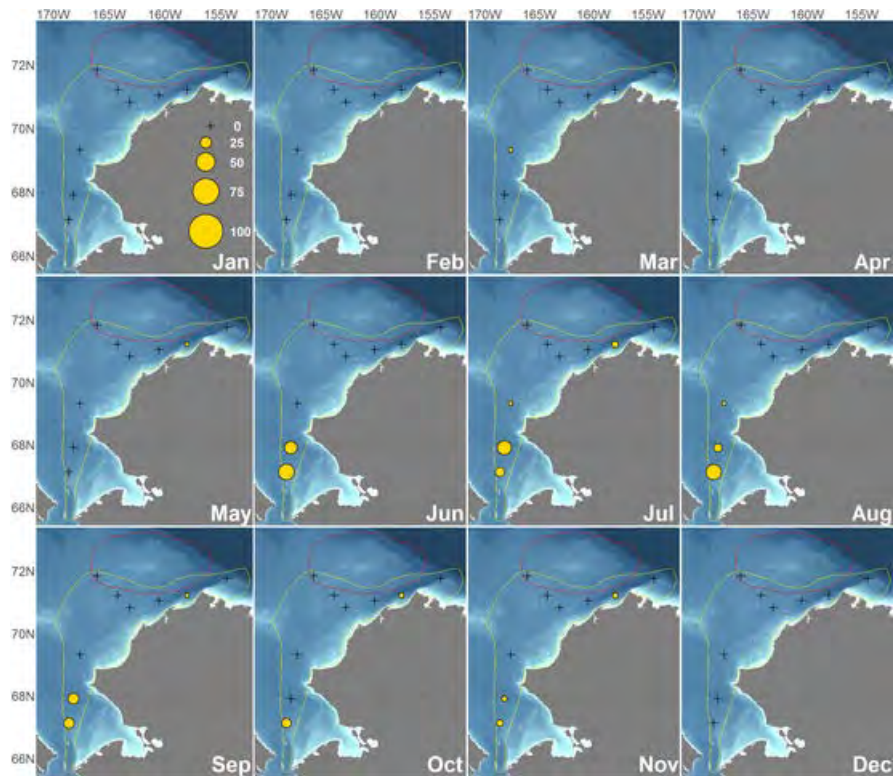 170W 165W 160W 155W 170W 165W 160W 155W 170W 165W 160W 155W 170W 165W 160W 155W
72N
70N
68N
66N
0
25
50
75
100
Jan Feb Mar Apr
72N
70N
68N
66N
May Jun Jul Aug
72N
70N
68N
66N
Sep Oct Nov Dec